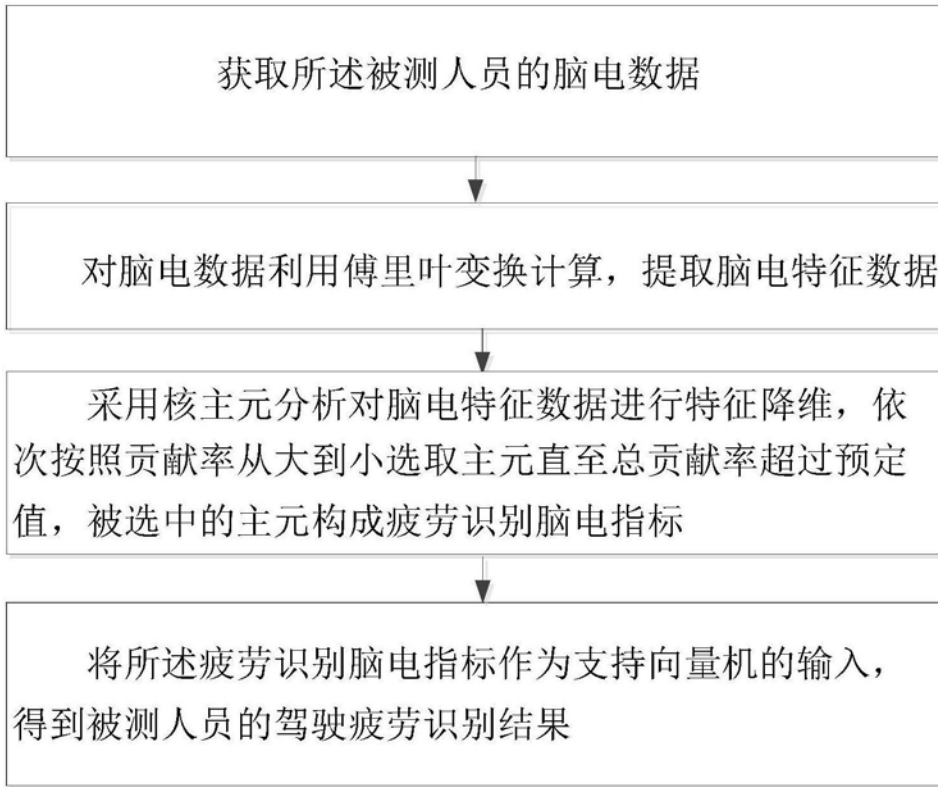 获取所述被测人员的脑电数据
对脑电数据利用傅里叶变换计算，提取脑电特征数据
采用核主元分析对脑电特征数据进行特征降维，依
次按照贡献率从大到小选取主元直至总贡献率超过预定
值，被选中的主元构成疲劳识别脑电指标
将所述疲劳识别脑电指标作为支持向量机的输入，
得到被测人员的驾驶疲劳识别结果